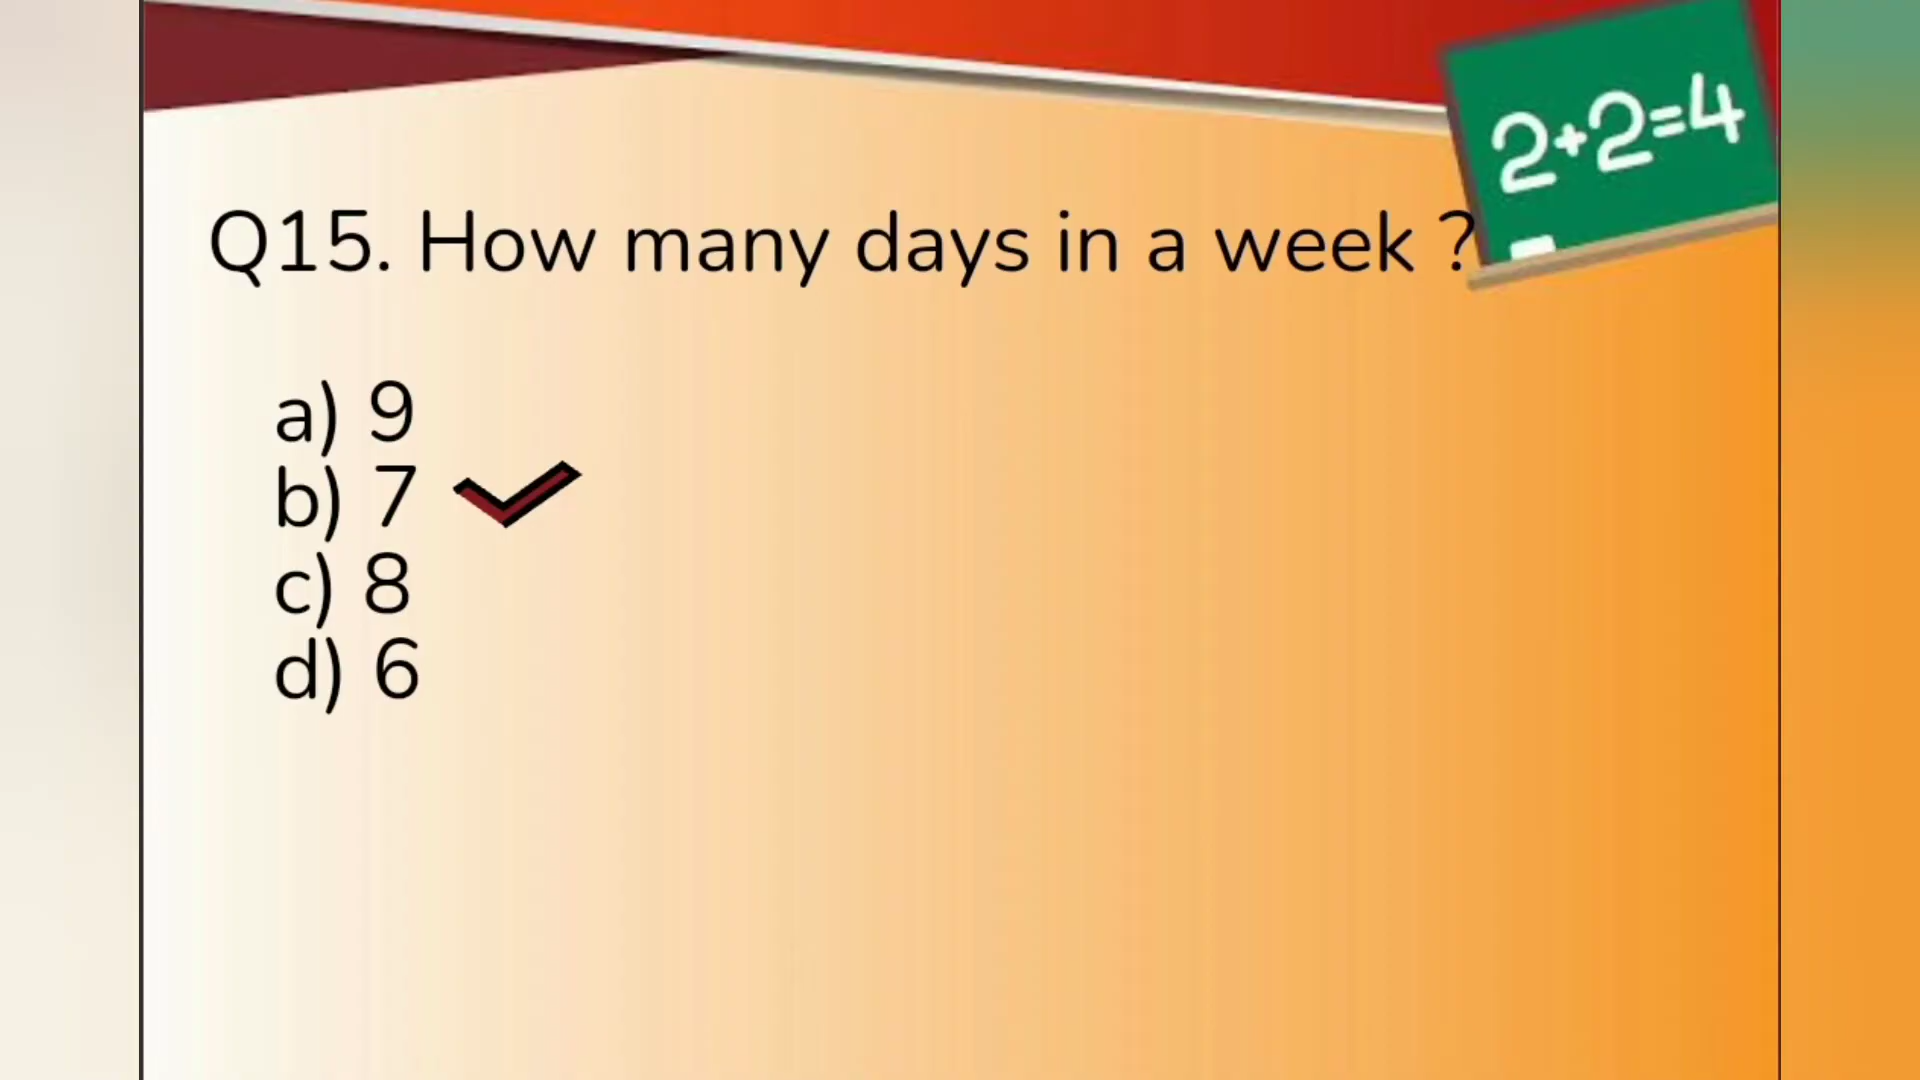 2+2=4
Q15. How many days in a week ?
a) 9
b) 7
c) 8
d) 6